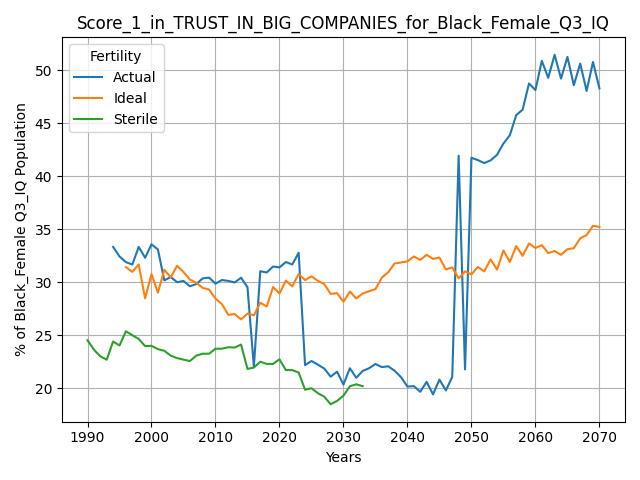 Score_1_in_TRUST_IN_BIG_COMPANIES_for_Black_Female_Q3_IQ
Fertility
Actual
Ideal
Sterile
% of Black_Female Q3_IQ Population
50
45
40
35
30
25
20
1990 2000 2010 2020 2030 2040 2050 2060 2070
Years